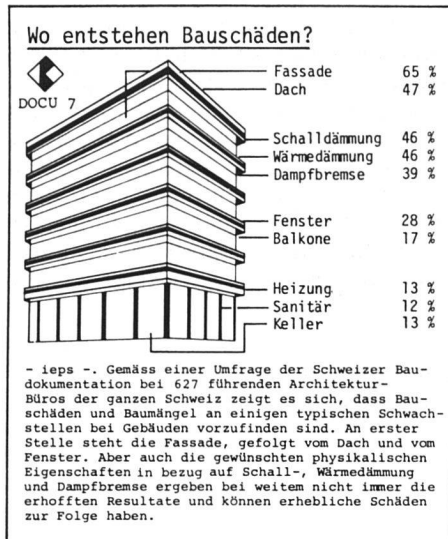 Wo entstehen Bauschäden?
DOCU 7
Fassade 65 %
Dach 47 %
Schalldämmung 46 %
Wärmedämmung 46 %
Dampfbremse 39 %
Fenster 28 %
Balkone 17 %
Heizung 13 %
Sanitär 12 %
Keller 13 %
- ieps -. Gemäss einer Umfrage der Schweizer Bau-
dokumentation bei 627 führenden Architektur-
Büros der ganzen Schweiz zeigt es sich, dass Bau-
schäden und Baumängel an einigen typischen Schwach-
stellen bei Gebäuden vorzufinden sind. An erster
Stelle steht die Fassade, gefolgt vom Dach und vom
Fenster. Aber auch die gewünschten physikalischen
Eigenschaften in bezug auf Schall-, Wärmedämmung
und Dampfbremse ergeben bei weitem nicht immer die
erhofften Resultate und können erhebliche Schäden
zur Folge haben.